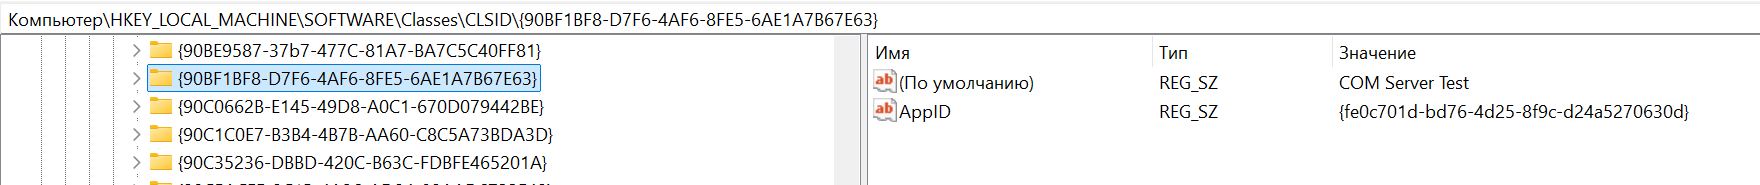 Компьютер\HKEY_LOCAL_MACHINE\SOFTWARE\Classes\CLSID\{90BF1BF8-D7F6-4AF6-8FE5-6AE1A7B67E63}
{90BE9587-37b7-477C-81A7-BA7C5C40FF81}
{90BF1BF8-D7F6-4AF6-8FE5-6AE1A7B67E63}
{90C0662B-E145-49D8-A0C1-670D079442BE}
{90C1C0E7-B3B4-4B7B-AA60-C8C5A73BDA3D}
{90C35236-DBBD-420C-B63C-FDBFE465201A}
Имя Тип Значение
ab (По умолчанию) REG_SZ COM Server Test
ab AppID REG_SZ {fe0c701d-bd76-4d25-8f9c-d24a5270630d}